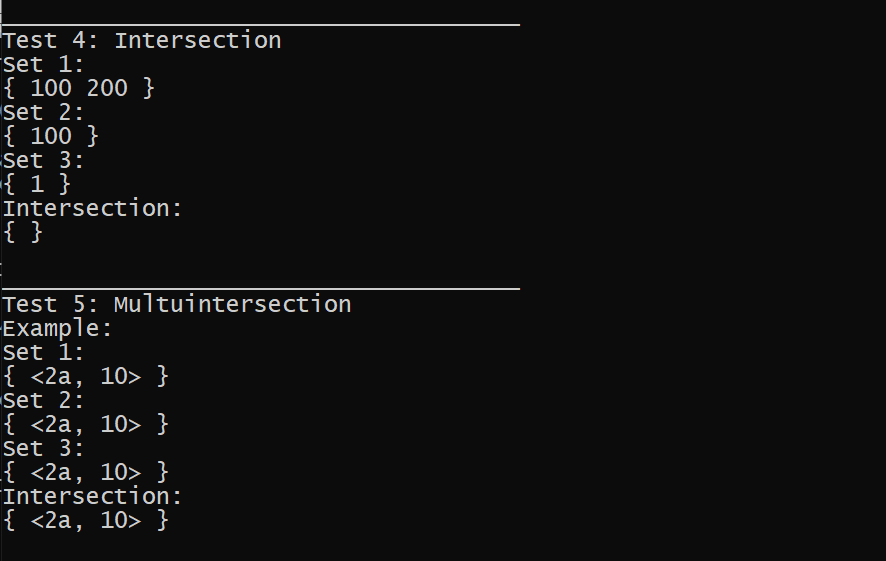 Test 4: Intersection
Set 1:
{ 100 200 }
Set 2:
{ 100 }
Set 3:
{ 1 }
Intersection:
{ }
Test 5: Multuintersection
Example:
Set 1:
{ <2a, 10> }
Set 2:
{ <2a, 10> }
Set 3:
{ <2a, 10> }
Intersection:
{ <2a, 10> }